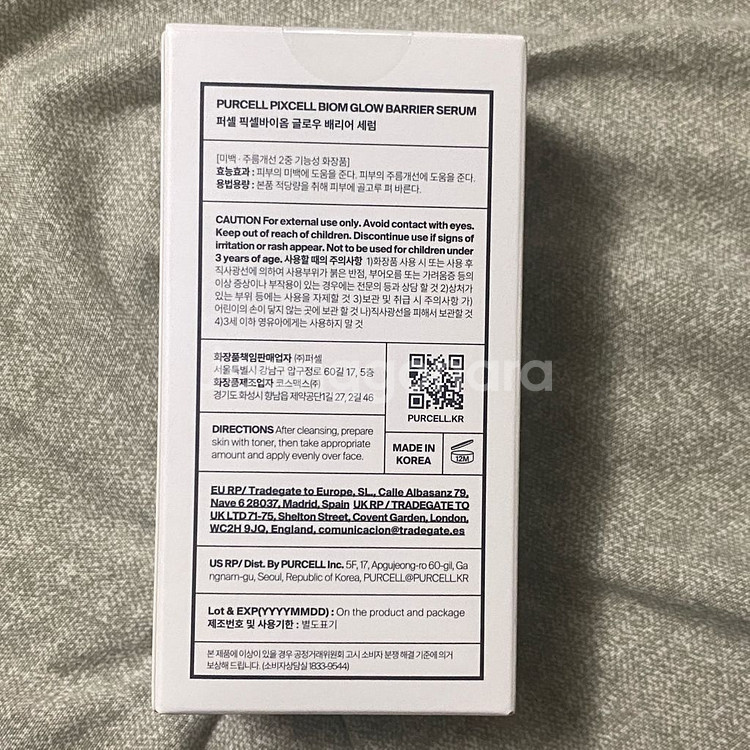 PURCELL PIXCELL BIOM GLOW BARRIER SERUM
퍼셀 픽셀바이옴 글로우 배리어 세럼
[미백·주름개선 2중 기능성 화장품]
효능효과 : 피부의 미백에 도움을 준다. 피부의 주름개선에 도움을 준다.
용법용량 : 본품 적당량을 취해 피부에 골고루 펴 바른다.
CAUTION For external use only. Avoid contact with eyes.
Keep out of reach of children. Discontinue use if signs of
irritation or rash appear. Not to be used for children under
3 years of age. 사용할 때의 주의사항 1)화장품 사용 시 또는 사용 후
직사광선에 의하여 사용부위가 붉은 반점, 부어오름 또는 가려움증 등의
이상 증상이나 부작용이 있는 경우에는 전문의 등과 상담 할 것 2)상처가
있는 부위 등에는 사용을 자제할 것 3)보관 및 취급 시 주의사항 가)
어린이의 손이 닿지 않는 곳에 보관 할 것 나)직사광선을 피해서 보관할 것
4)3세 이하 영유아에게는 사용하지 말 것
화장품책임판매업자 ㈜퍼셀
서울특별시 강남구 압구정로 60길 17, 5층
화장품제조업자 코스맥스㈜
경기도 화성시 향남읍 제약공단1길 27, 2길 46
PURCELL.KR
DIRECTIONS After cleansing, prepare
skin with toner, then take appropriate
amount and apply evenly over face.
MADE IN
KOREA
12M
EU RP/ Tradegate to Europe, SL., Calle Albasanz 79,
Nave 6 28037, Madrid, Spain UK RP / TRADEGATE TO
UK LTD 71-75, Shelton Street, Covent Garden, London,
WC2H 9JQ, England, comunicacion@tradegate.es
US RP/ Dist. By PURCELL Inc. 5F, 17, Apgujeong-ro 60-gil, Ga
ngnam-gu, Seoul, Republic of Korea, PURCELL@PURCELL.KR
Lot & EXP(YYYYMMDD) : On the product and package
제조번호 및 사용기한 : 별도표기
본 제품에 이상이 있을 경우 공정거래위원회 고시 소비자 분쟁 해결 기준에 의거
보상해 드립니다. (소비자상담실 1833-9544)